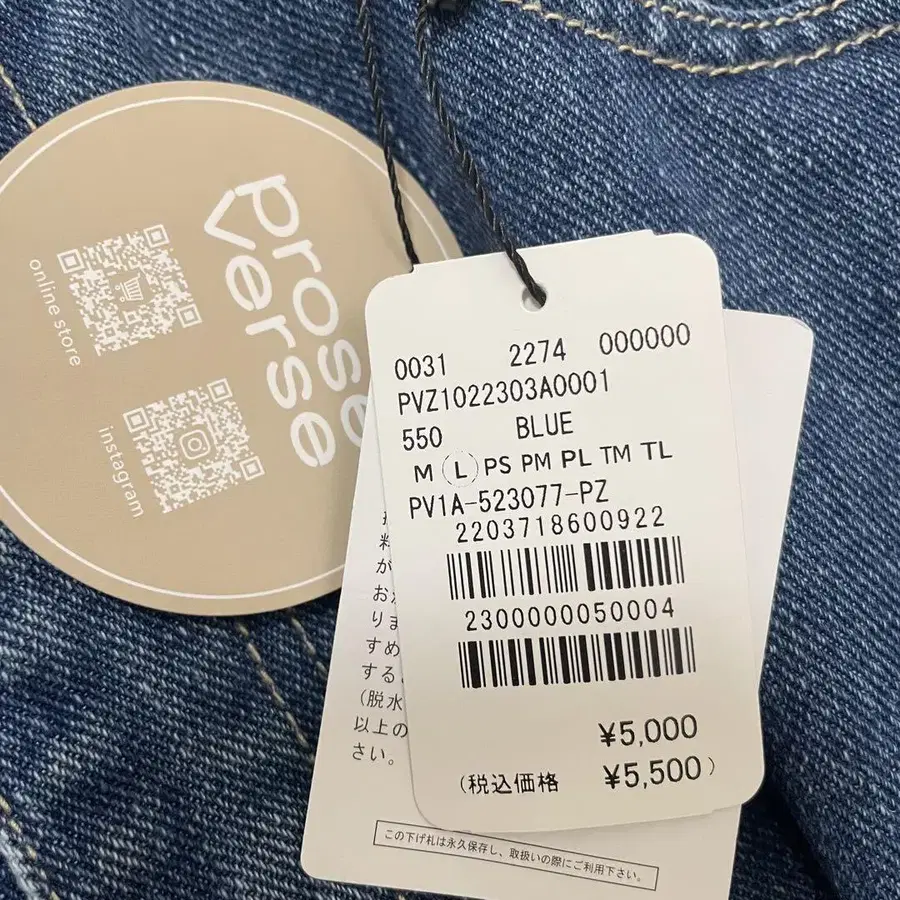 prose
verse
online store
instagram
0031 2274 000000
PVZ1022303A0001
550 BLUE
M L PS PM PL TM TL
PV1A-523077-PZ
2203718600922
2300000050004
¥5,000
(税込価格 ¥5,500)
料
が
お
りま
すめ
する
(脱水
以上の
さい。
この下げ札は永久保存し、取扱いの際にご利用下さい。